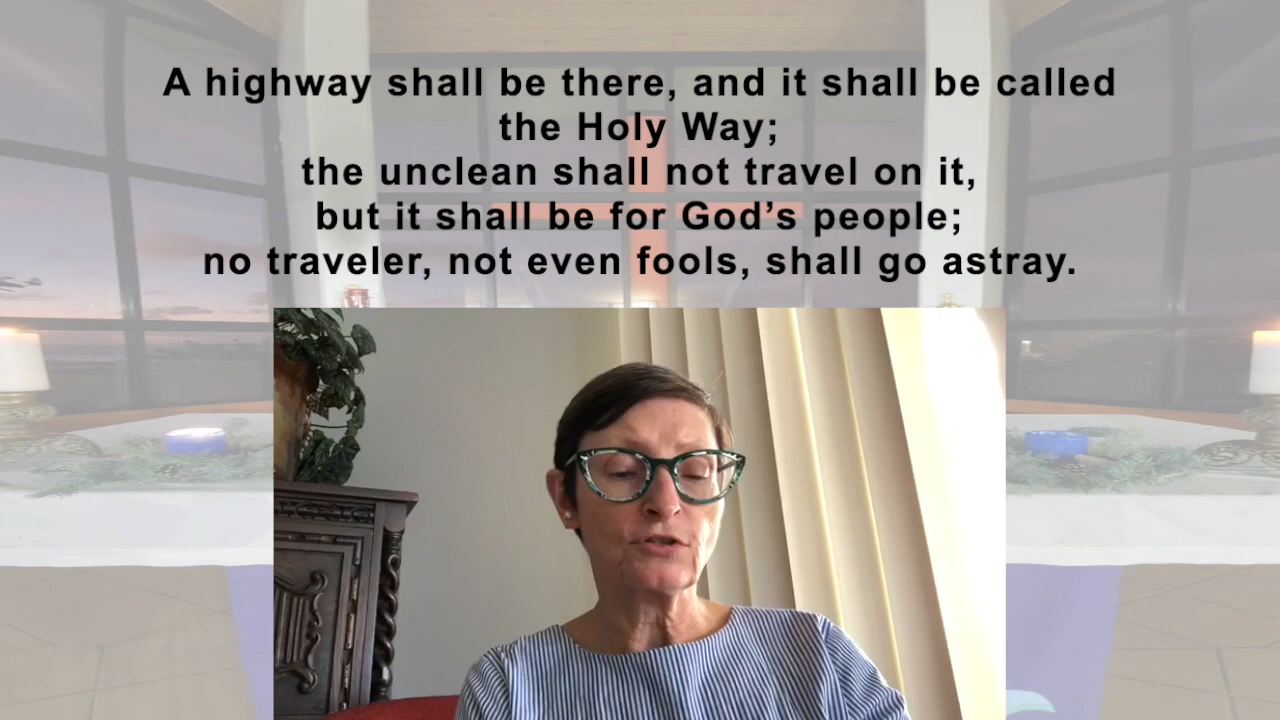 A highway shall be there, and it shall be called
the Holy Way;
the unclean shall not travel on it,
but it shall be for God’s people;
no traveler, not even fools, shall go astray.